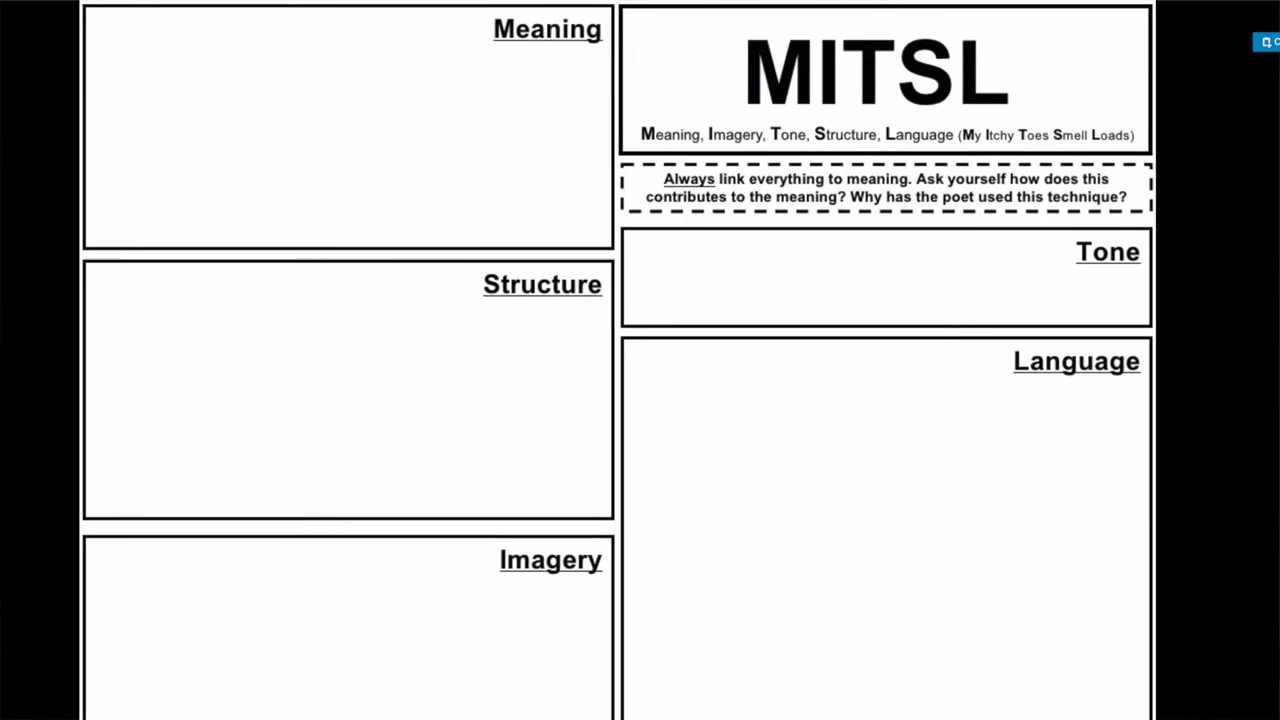 Meaning
MITSL
Meaning, Imagery, Tone, Structure, Language (My Itchy Toes Smell Loads)
Always link everything to meaning. Ask yourself how does this
contributes to the meaning? Why has the poet used this technique?
Tone
Structure
Language
Imagery